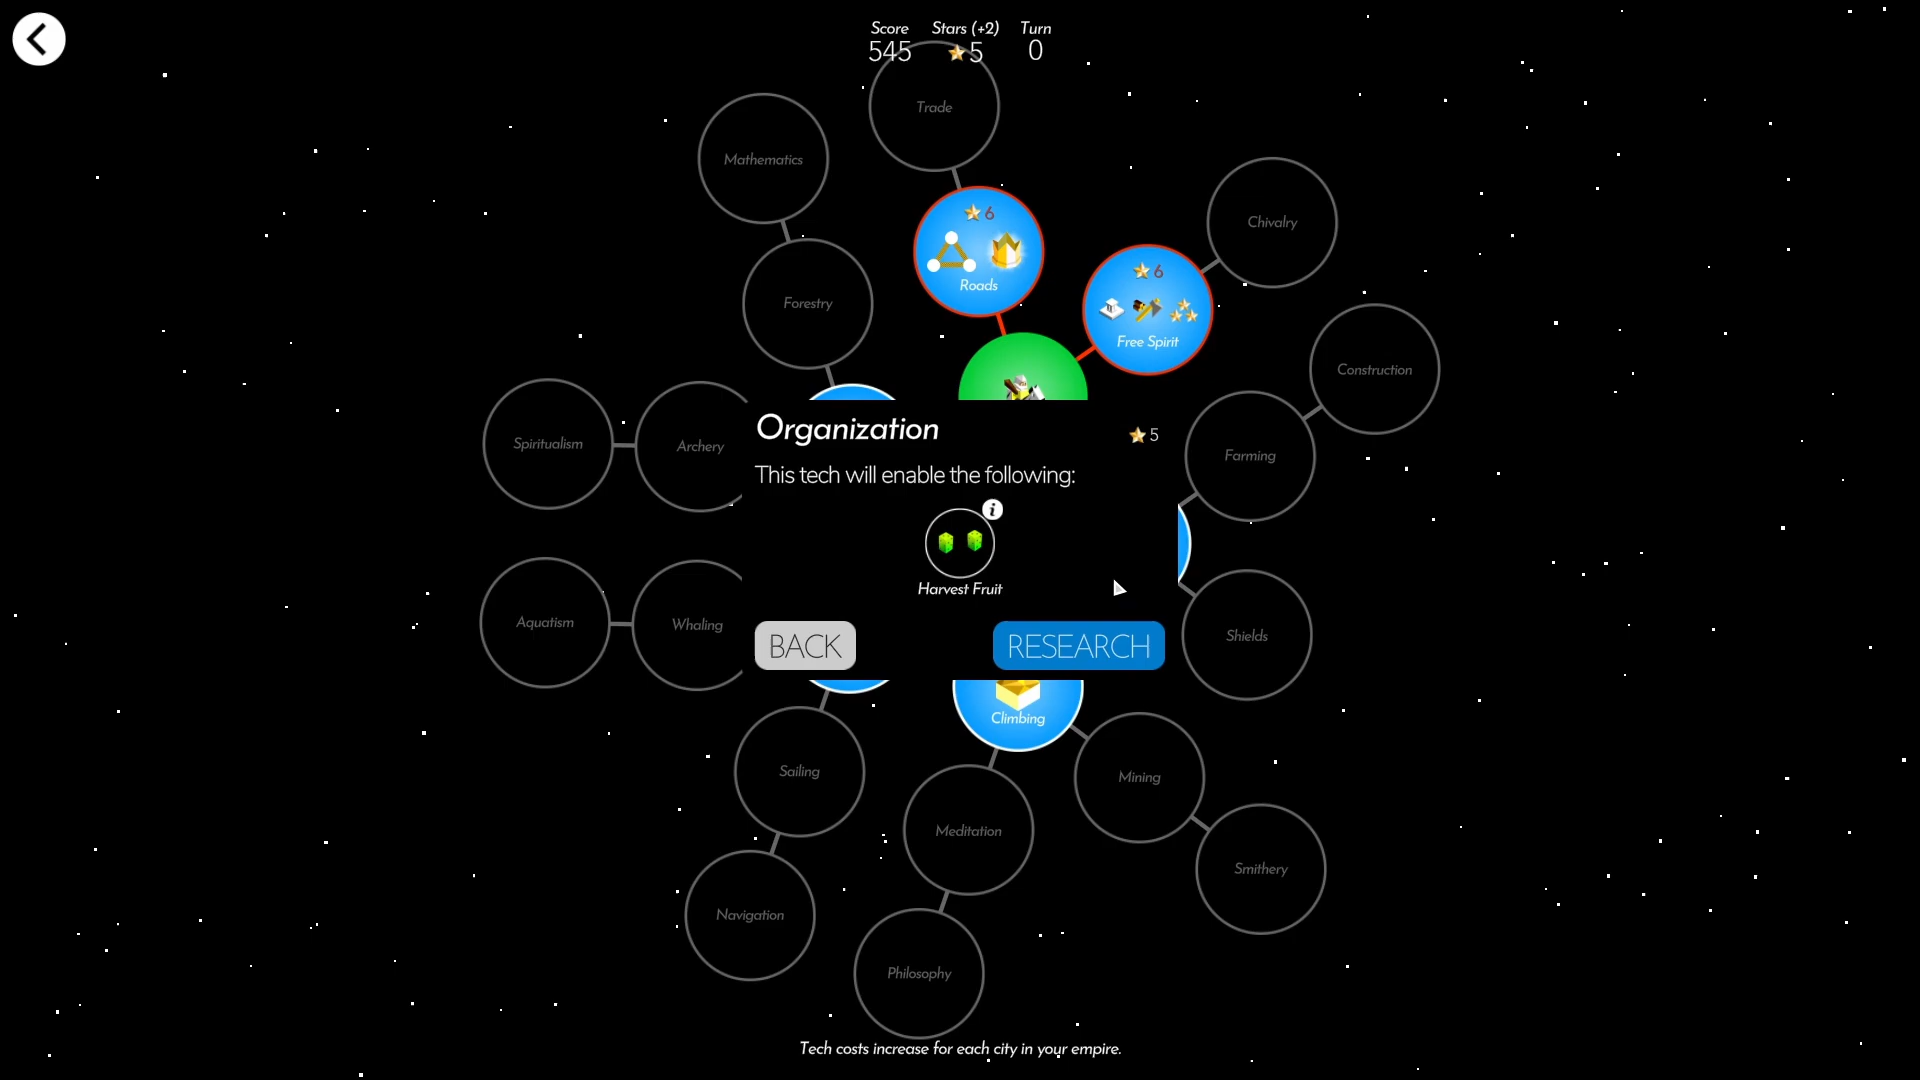 Score Stars (+2) Turn
545 5 0
Trade
Mathematics
Chivalry
6
Roads
6
Free Spirit
Forestry
Construction
Spiritualism
Archery
Farming
Organization 5
This tech will enable the following:
i
Harvest Fruit
Aquatism
Whaling
Shields
BACK RESEARCH
Climbing
Sailing
Mining
Meditation
Smithery
Navigation
Philosophy
Tech costs increase for each city in your empire.